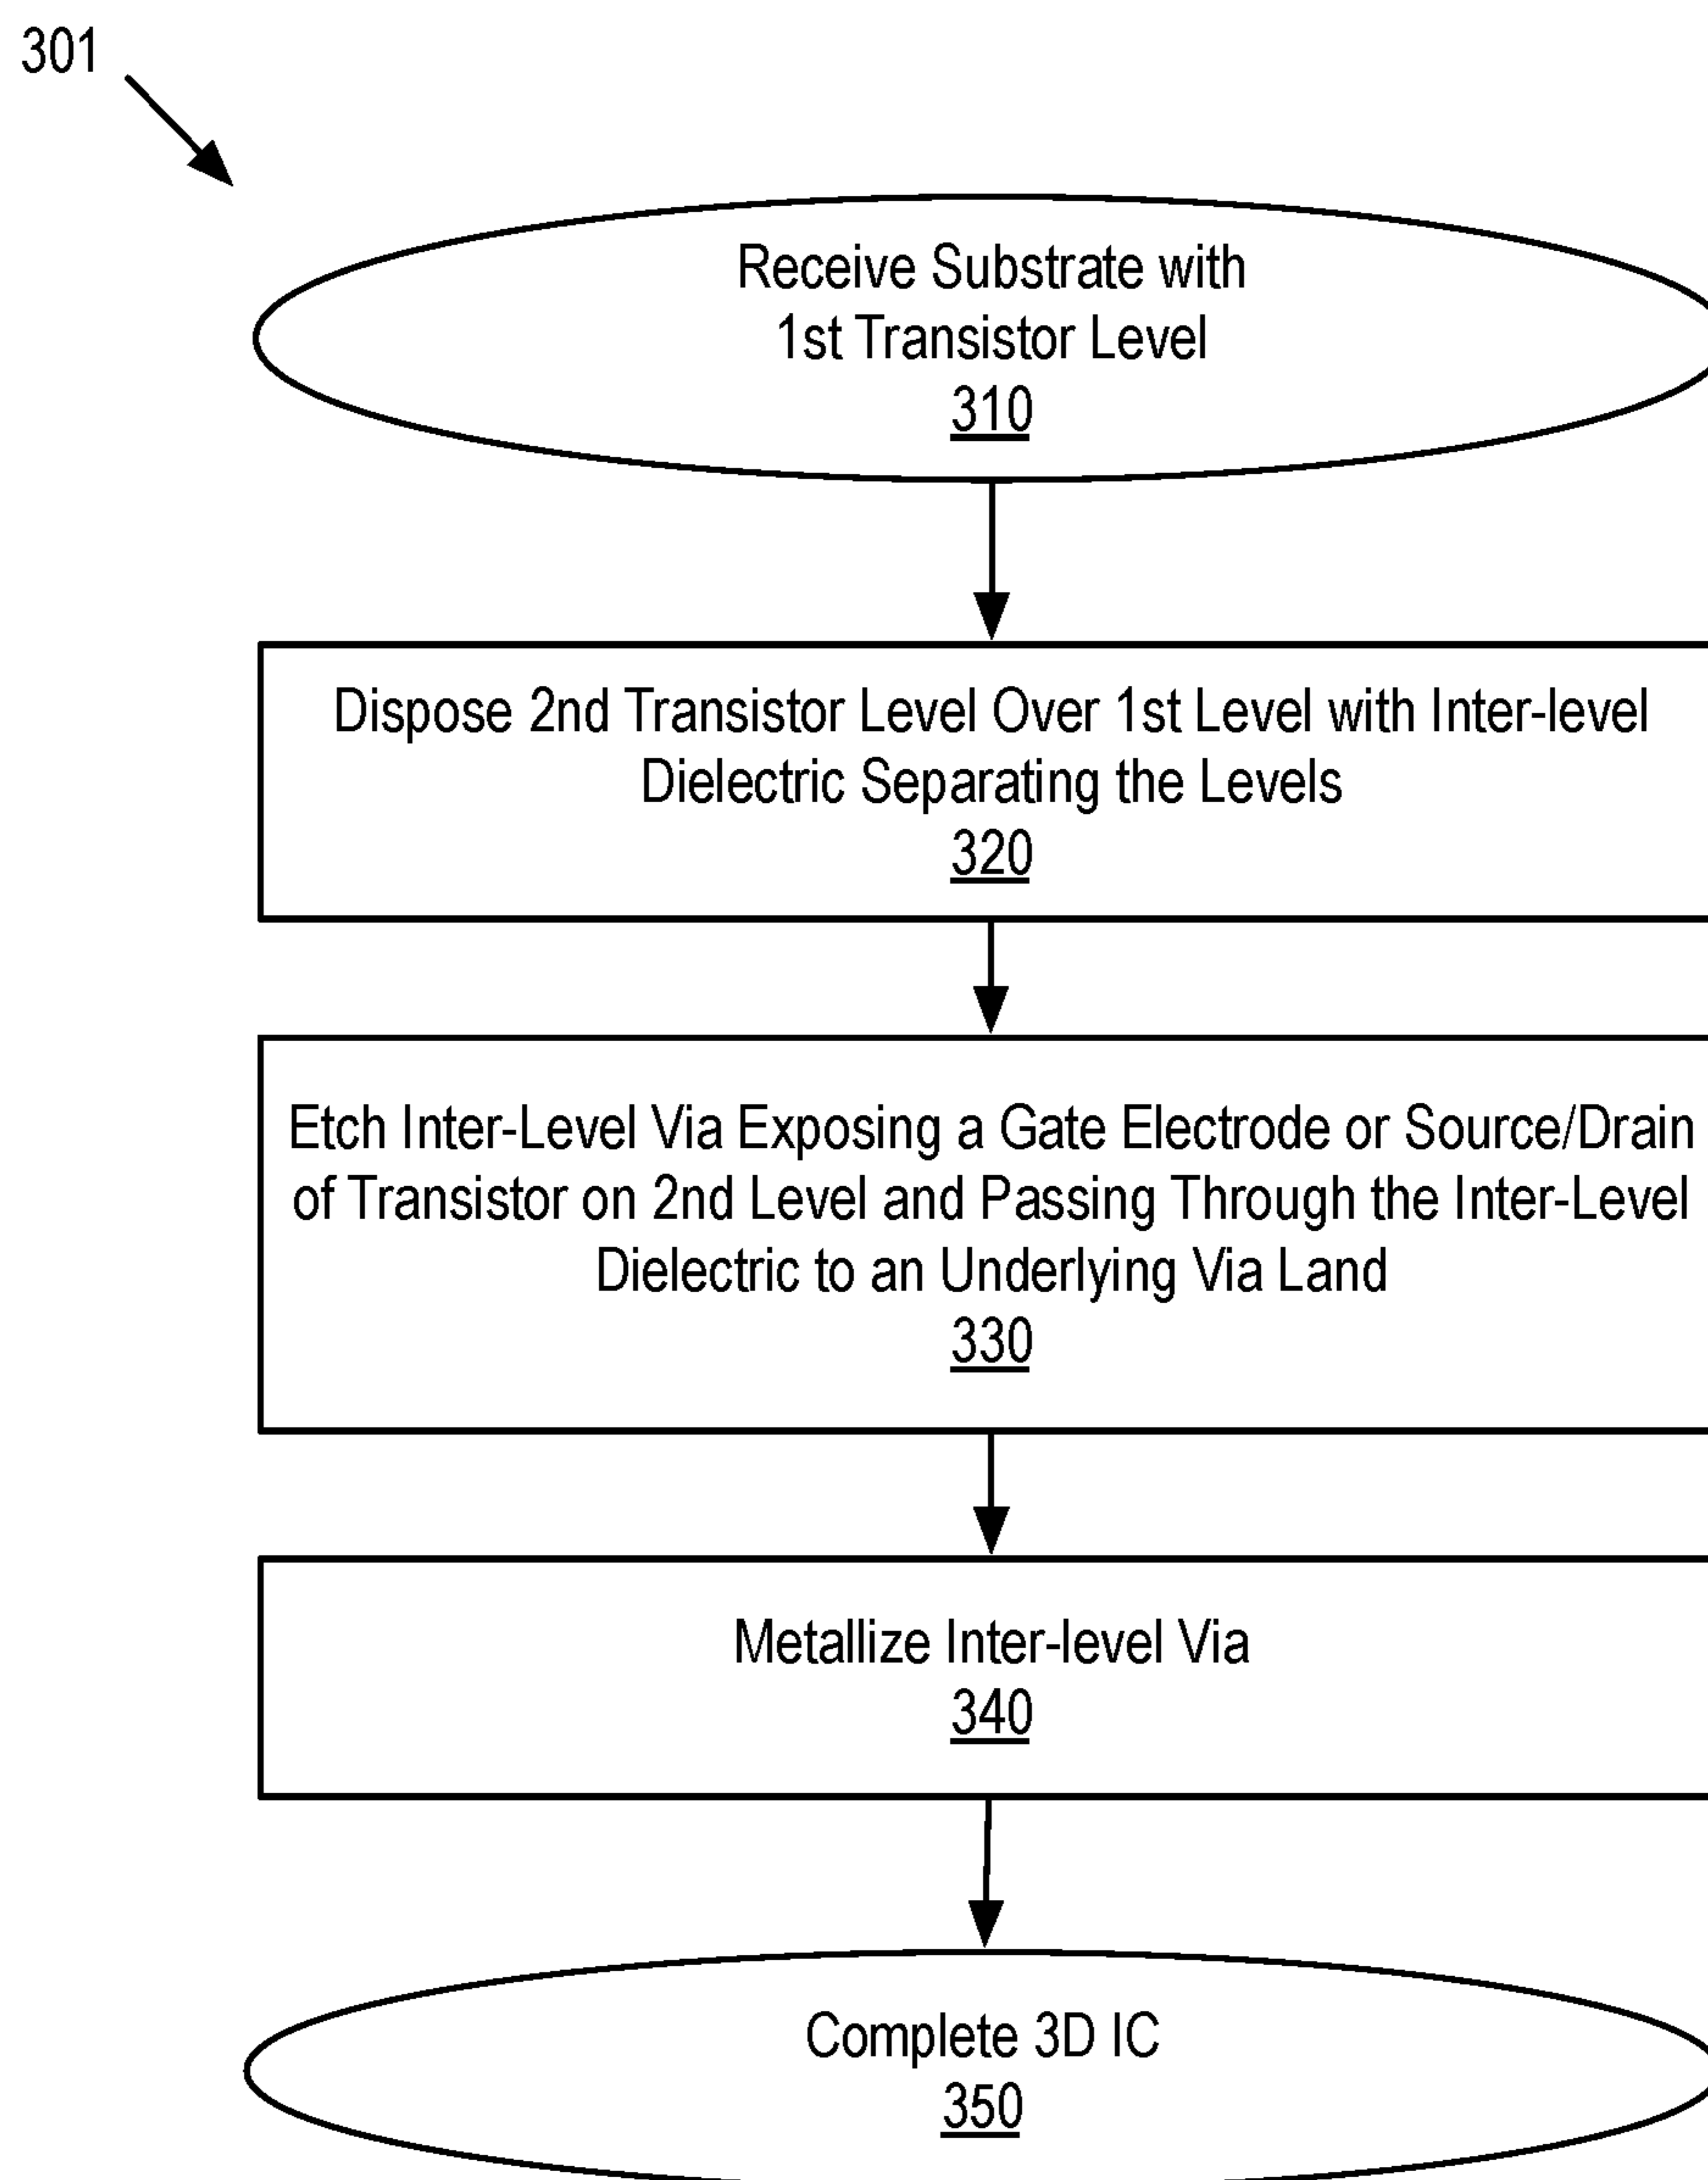 301
Receive Substrate with
1st Transistor Level
310
Dispose 2nd Transistor Level Over 1st Level with Inter-level
Dielectric Separating the Levels
320
Etch Inter-Level Via Exposing a Gate Electrode or Source/Drain
of Transistor on 2nd Level and Passing Through the Inter-Level
Dielectric to an Underlying Via Land
330
Metallize Inter-level Via
340
Complete 3D IC
350